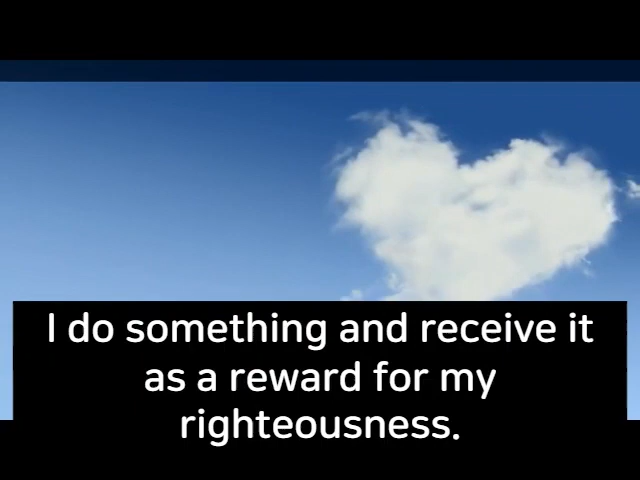 I do something and receive it
as a reward for my
righteousness.